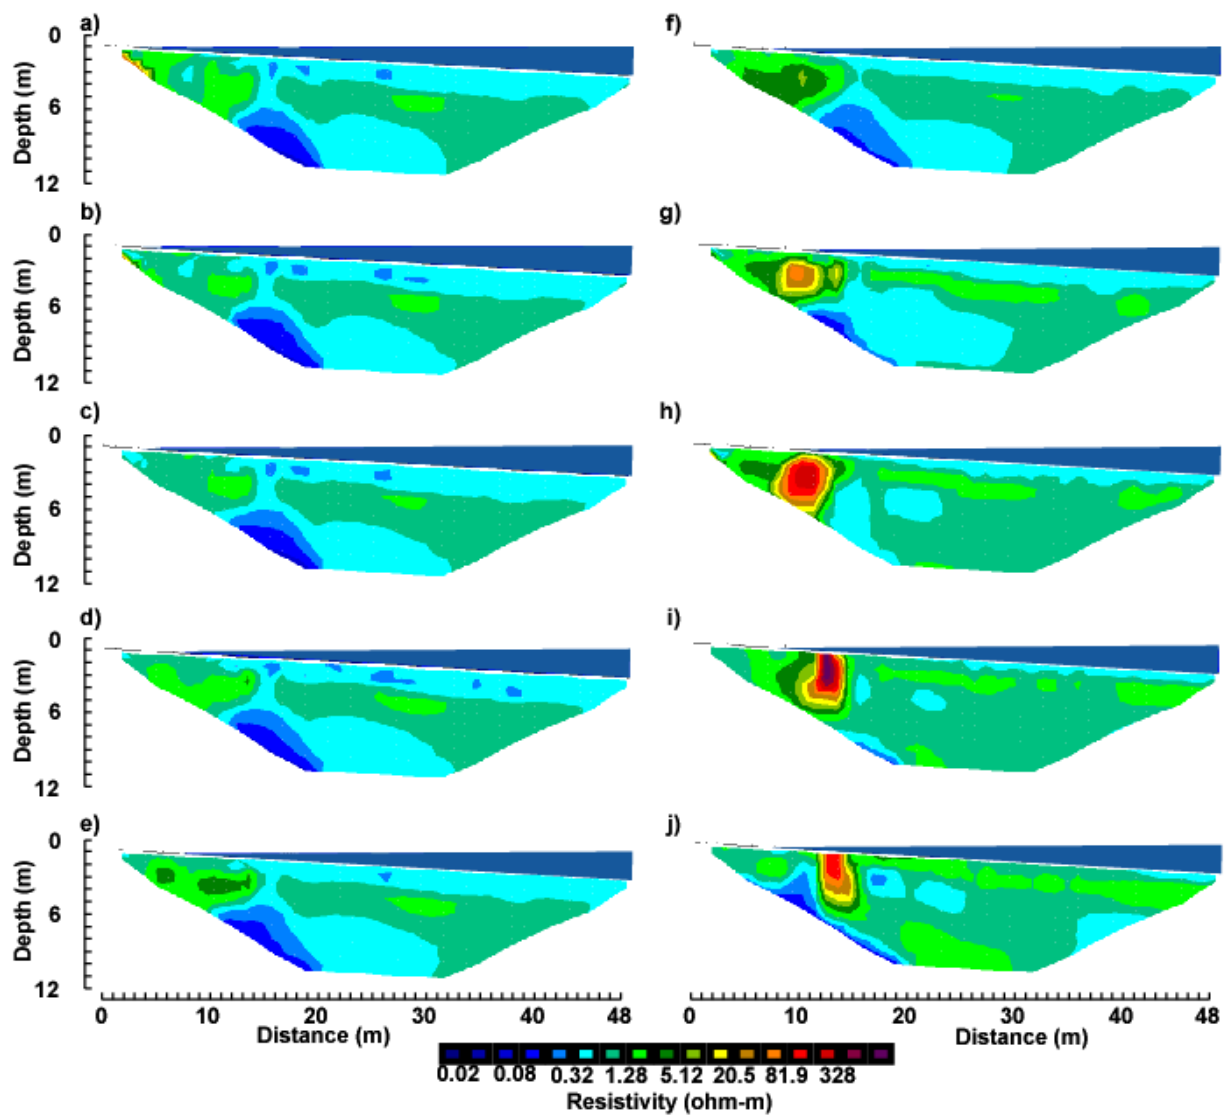 a)
f)
0
6
12
Depth (m)
b)
g)
0
6
12
Depth (m)
c)
h)
0
6
12
Depth (m)
d)
i)
0
6
12
Depth (m)
e)
j)
0
6
12
Depth (m)
0 10 20 30 40 48
0 10 20 30 40 48
Distance (m)
Distance (m)
0.02 0.08 0.32 1.28 5.12 20.5 81.9 328
Resistivity (ohm-m)